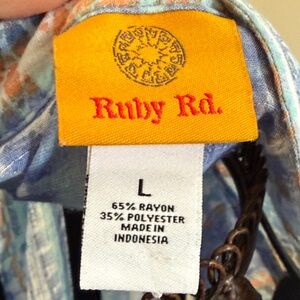 Ruby Rd.
L
65% RAYON
35% POLYESTER
MADE IN
INDONESIA